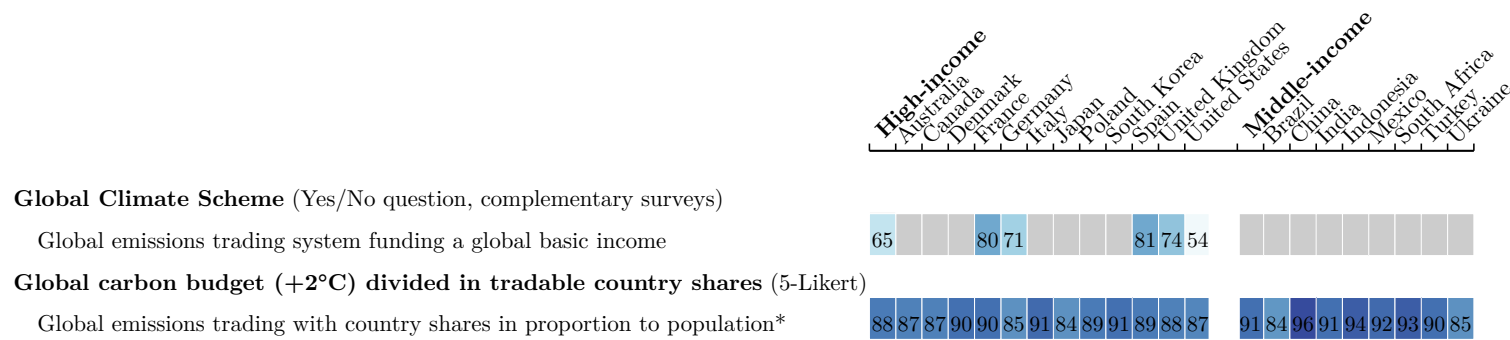 High-income
Australia
Canada
Denmark
France
Germany
Italy
Japan
Poland
South Korea
Spain
United Kingdom
United States
Middle-income
Brazil
China
India
Indonesia
Mexico
South Africa
Turkey
Ukraine
Global Climate Scheme (Yes/No question, complementary surveys)
Global emissions trading system funding a global basic income 65 80 71 81 74 54
Global carbon budget (+2°C) divided in tradable country shares (5-Likert)
Global emissions trading with country shares in proportion to population* 88 87 87 90 90 85 91 84 89 91 89 88 87 91 84 96 91 94 92 93 90 85